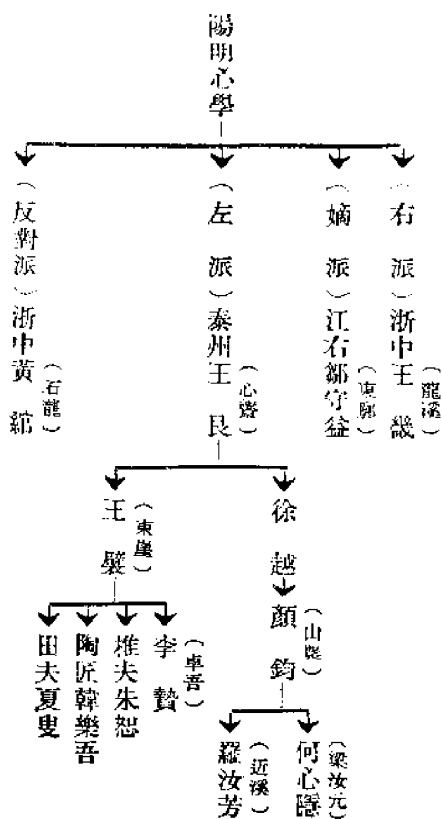 陽明心學
（右派）浙中王畿
（龍溪）
（嫡派）江右鄒守益
（東廓）
（左派）泰州王艮
（心齋）
（反對派）浙中黃綰
（石龍）
徐越
顏鈞
（山農）
何心隱
（梁汝元）
羅汝芳
（近溪）
王襞
（東崖）
李贄
（卓吾）
樵夫朱恕
陶匠韓樂吾
田夫夏叟